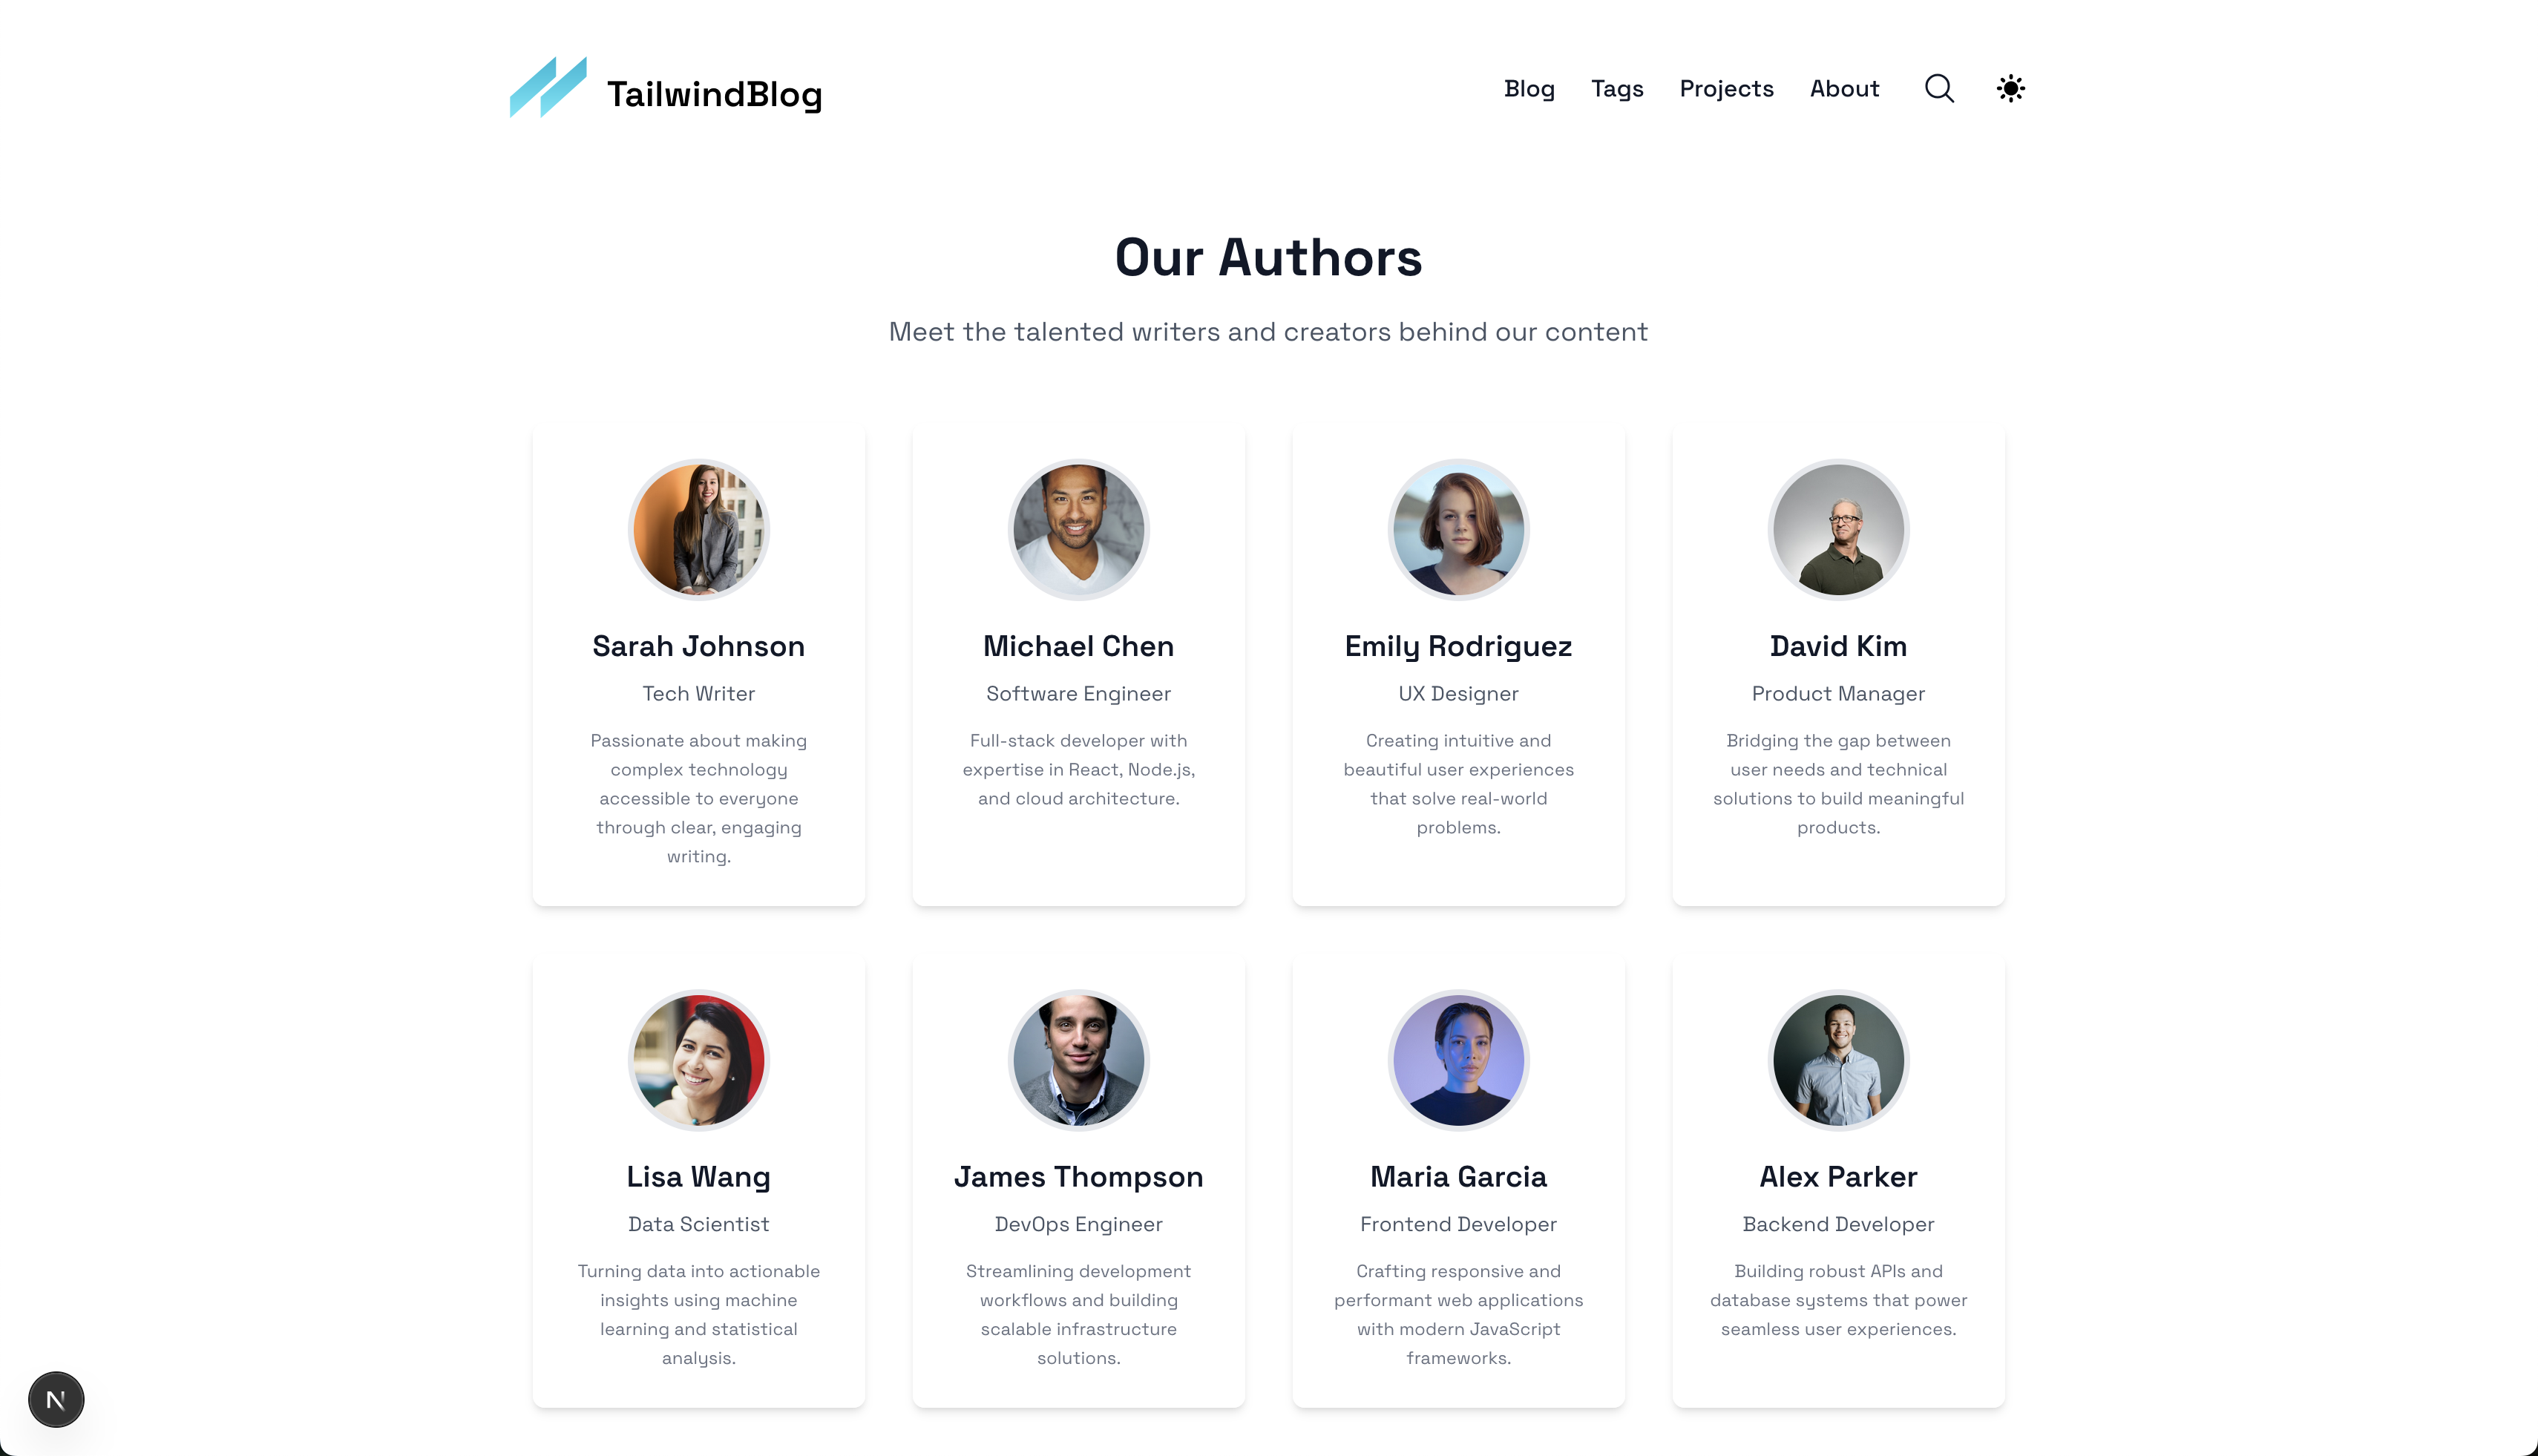 TailwindBlog
Blog
Tags
Projects
About
Our Authors
Meet the talented writers and creators behind our content
Sarah Johnson
Tech Writer
Passionate about making
complex technology
accessible to everyone
through clear, engaging
writing.
Michael Chen
Software Engineer
Full-stack developer with
expertise in React, Node.js,
and cloud architecture.
Emily Rodriguez
UX Designer
Creating intuitive and
beautiful user experiences
that solve real-world
problems.
David Kim
Product Manager
Bridging the gap between
user needs and technical
solutions to build meaningful
products.
Lisa Wang
Data Scientist
Turning data into actionable
insights using machine
learning and statistical
analysis.
James Thompson
DevOps Engineer
Streamlining development
workflows and building
scalable infrastructure
solutions.
Maria Garcia
Frontend Developer
Crafting responsive and
performant web applications
with modern JavaScript
frameworks.
Alex Parker
Backend Developer
Building robust APIs and
database systems that power
seamless user experiences.
N